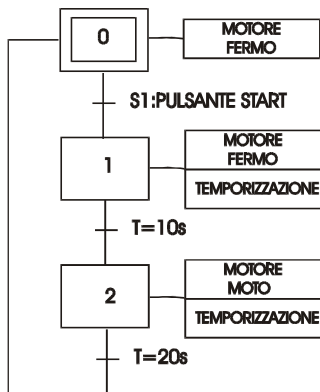 0
MOTORE
FERMO
S1:PULSANTE START
1
MOTORE
FERMO
TEMPORIZZAZIONE
T=10s
2
MOTORE
MOTO
TEMPORIZZAZIONE
T=20s